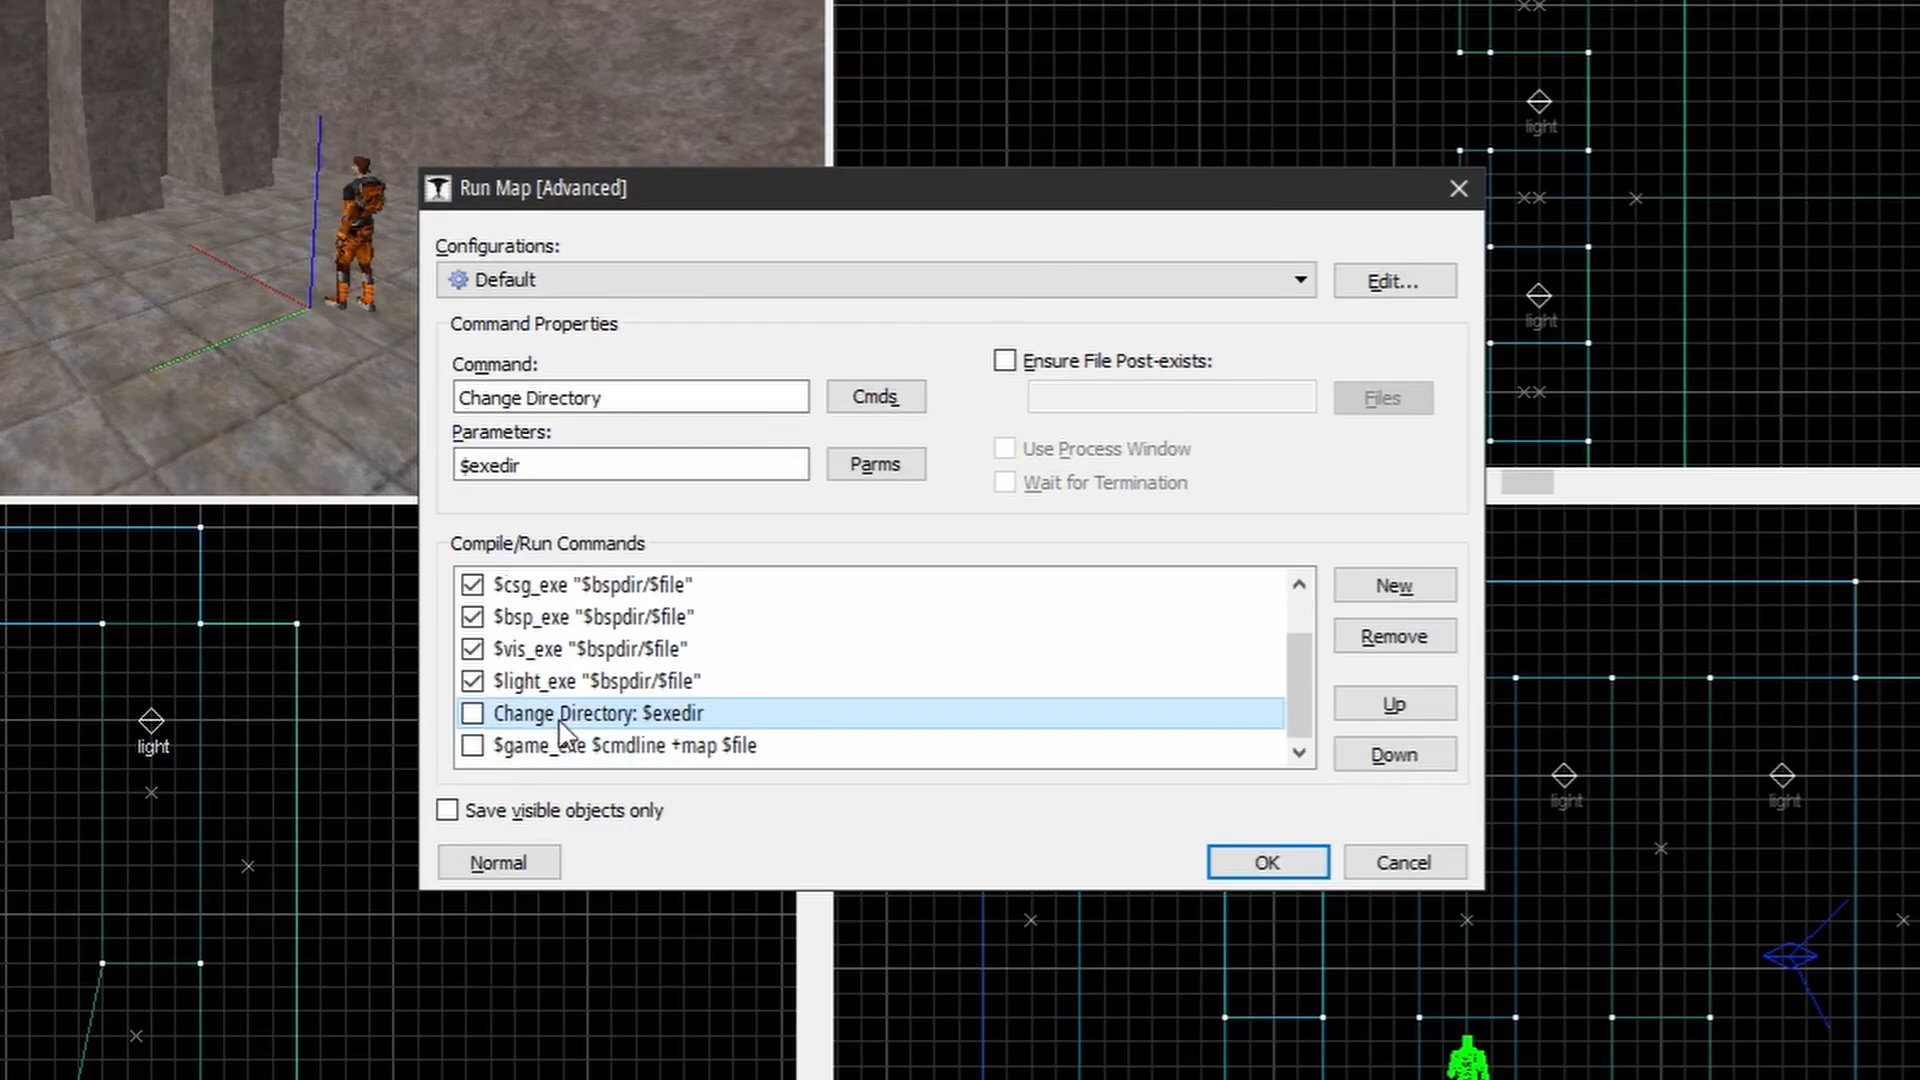 light
Run Map [Advanced]
Configurations:
Default
Edit...
light
Command Properties
Command:
Ensure File Post-exists:
Change Directory
Cmds
Files
Parameters:
$exedir
Parms
Use Process Window
Wait for Termination
Compile/Run Commands
$csg_exe "$bspdir/$file"
New
$bsp_exe "$bspdir/$file"
Remove
$vis_exe "$bspdir/$file"
$light_exe "$bspdir/$file"
Change Directory: $exedir
Up
$game_exe $cmdline +map $file
Down
light
light
light
Save visible objects only
Normal
OK
Cancel